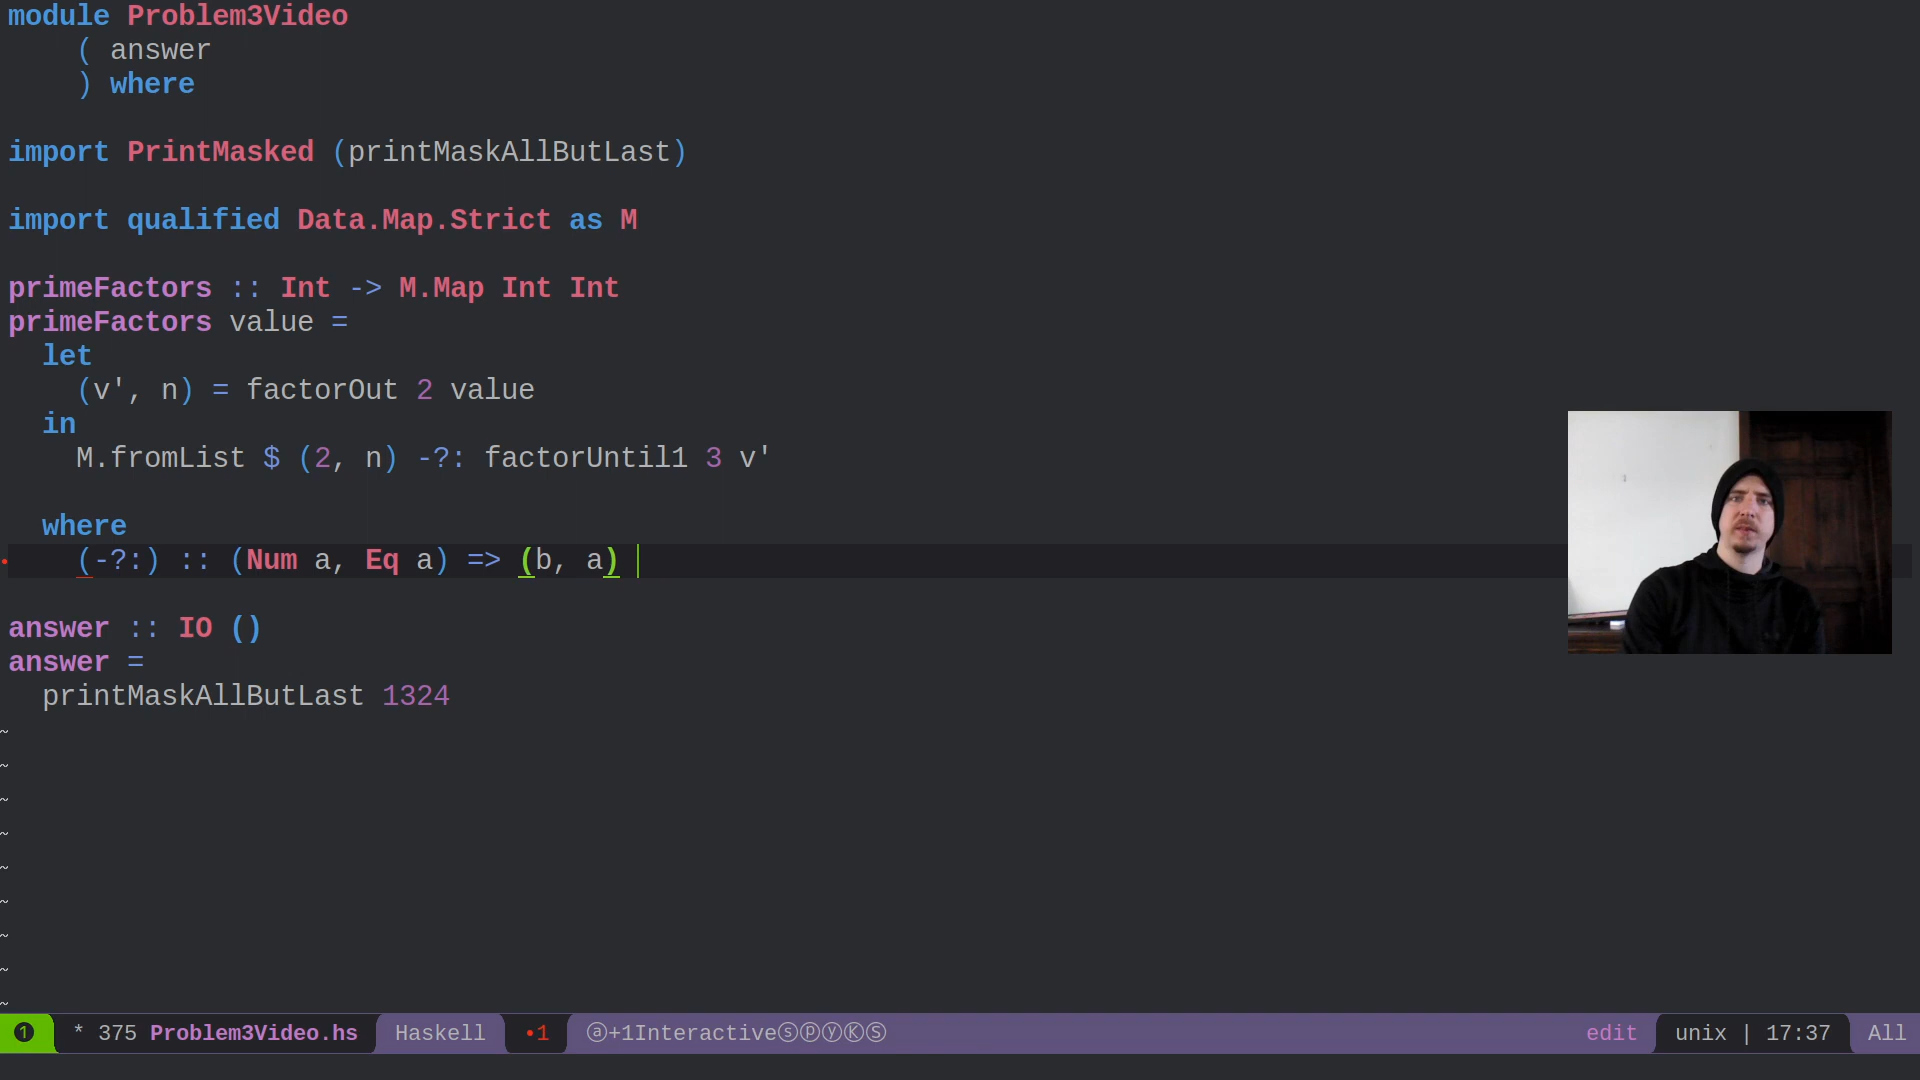 module Problem3Video
    ( answer
    ) where

import PrintMasked (printMaskAllButLast)

import qualified Data.Map.Strict as M

primeFactors :: Int -> M.Map Int Int
primeFactors value =
  let
    (v', n) = factorOut 2 value
  in
    M.fromList $ (2, n) -?: factorUntil1 3 v'

  where
    (-?:) :: (Num a, Eq a) => (b, a)

answer :: IO ()
answer =
  printMaskAllButLast 1324
~
~
~
~
~
~
~
~
~
❶ * 375 Problem3Video.hs Haskell •1 ⓐ+1InteractiveⓢⓟⓨⓀⓢ edit unix | 17:37 All